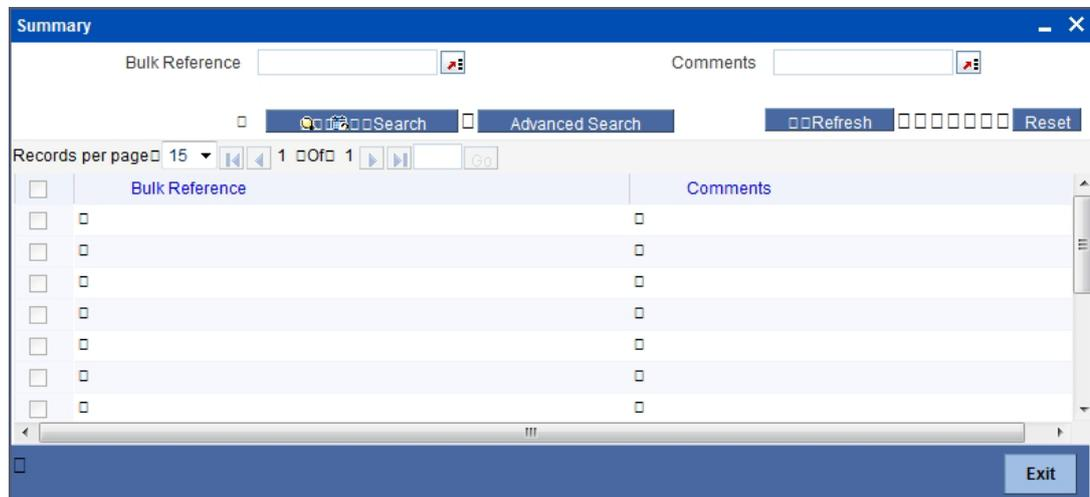 Summary
Bulk Reference Comments
Search Advanced Search Refresh Reset
Records per page 15 1 Of 1 Go
Bulk Reference Comments
Exit